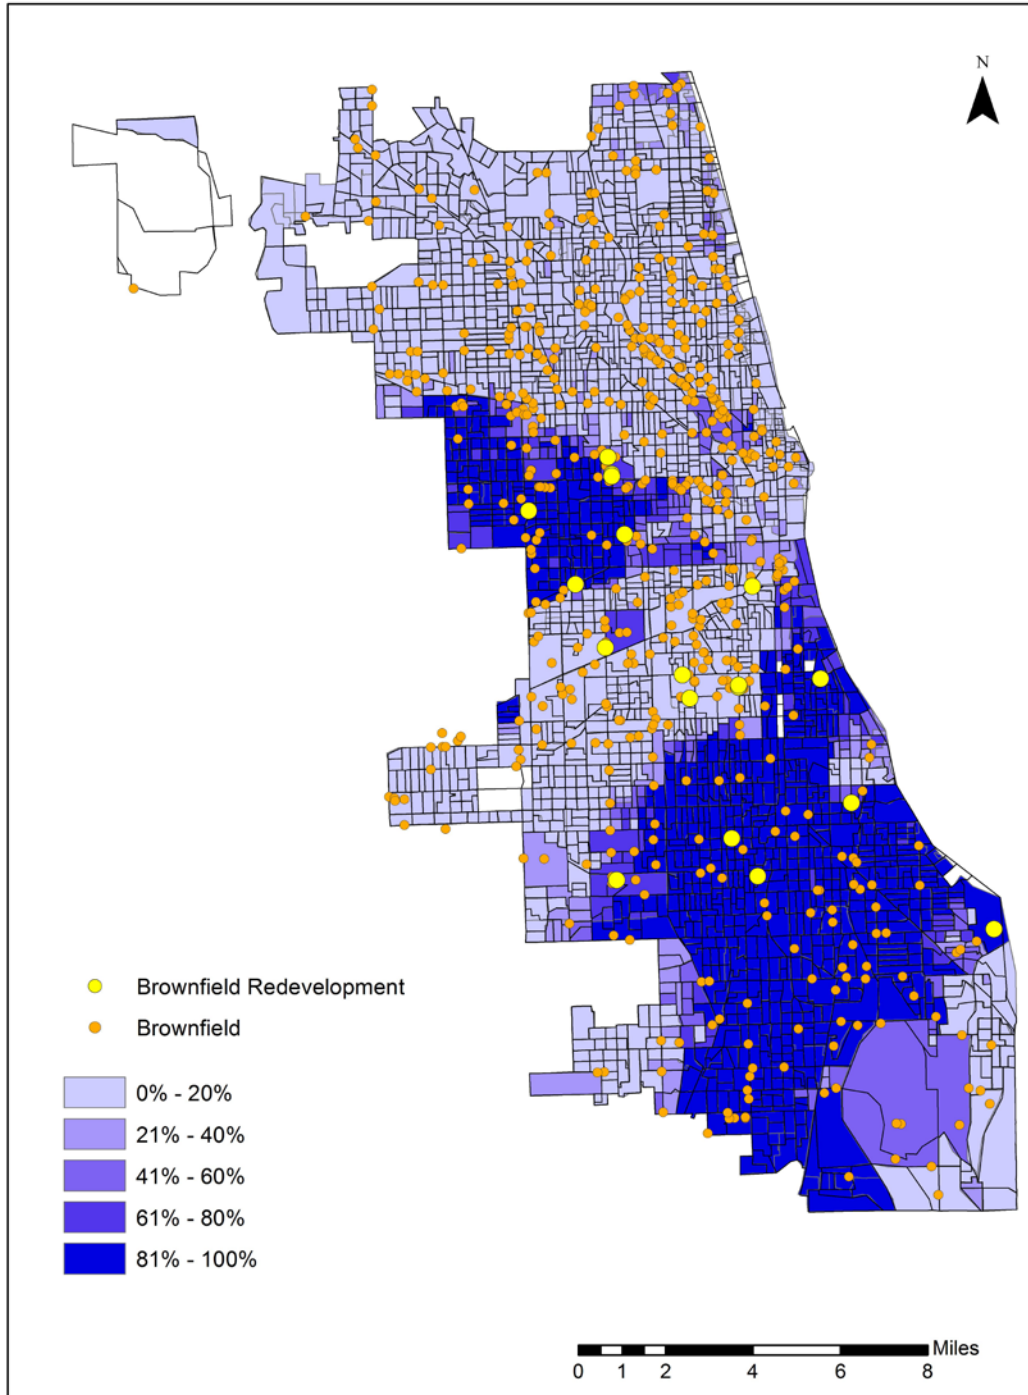 N
Brownfield Redevelopment
Brownfield
0% - 20%
21% - 40%
41% - 60%
61% - 80%
81% - 100%
Miles
0 1 2 4 6 8